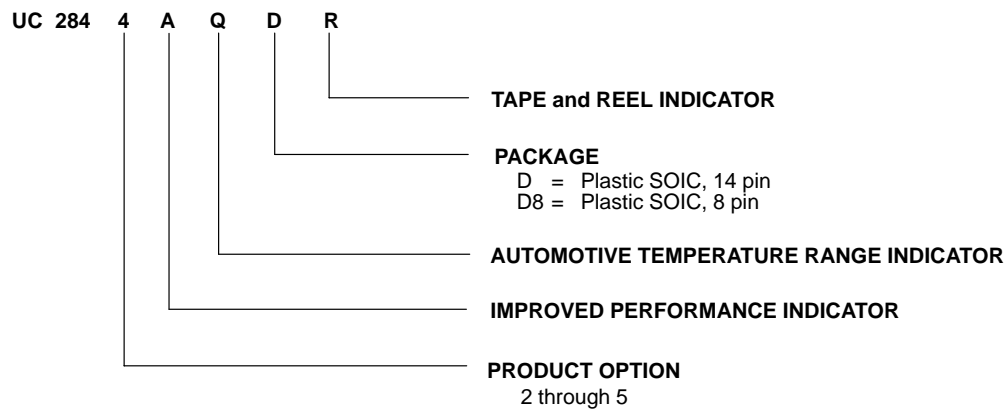 UC 284 4 A Q D R
TAPE and REEL INDICATOR
PACKAGE
D = Plastic SOIC, 14 pin
D8 = Plastic SOIC, 8 pin
AUTOMOTIVE TEMPERATURE RANGE INDICATOR
IMPROVED PERFORMANCE INDICATOR
PRODUCT OPTION
2 through 5